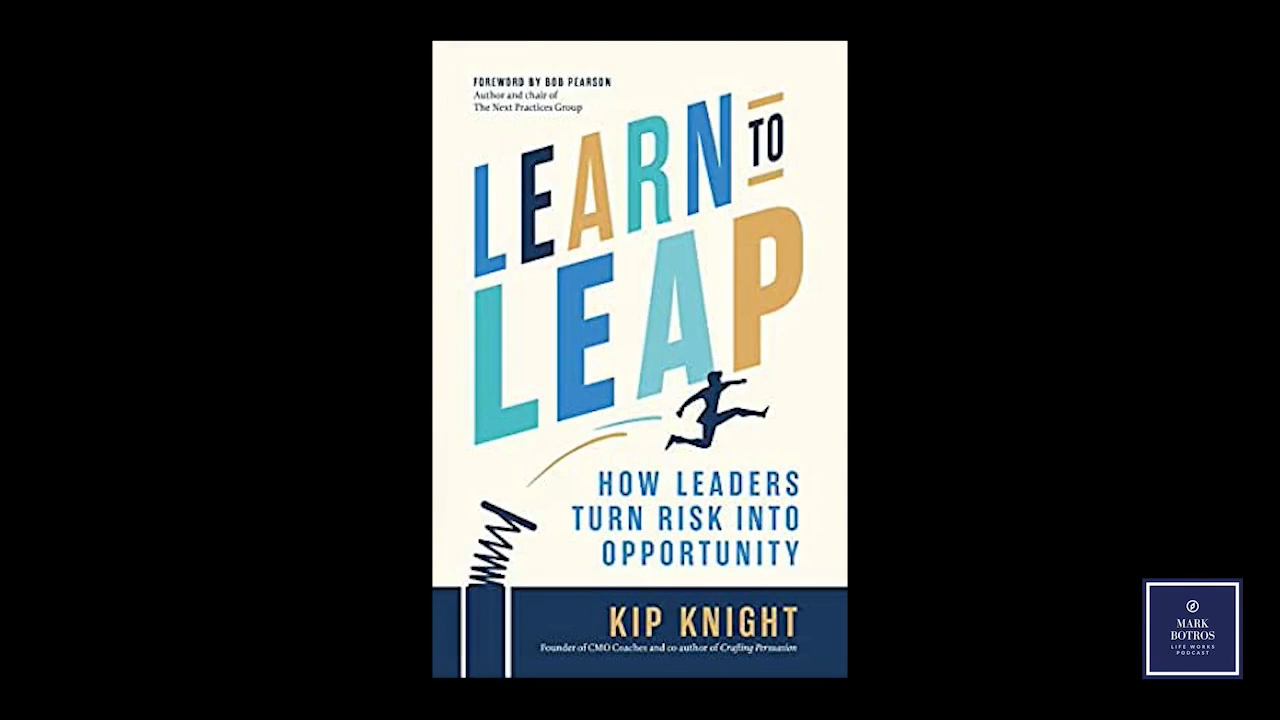 FOREWORD BY BOB PEARSON
Author and chair of
The Next Practices Group
LEARN TO
LEAP
HOW LEADERS
TURN RISK INTO
OPPORTUNITY
KIP KNIGHT
Founder of CMO Coaches and co-author of Crafting Persuasion
MARK
BOTROS
LIFE WORKS
PODCAST